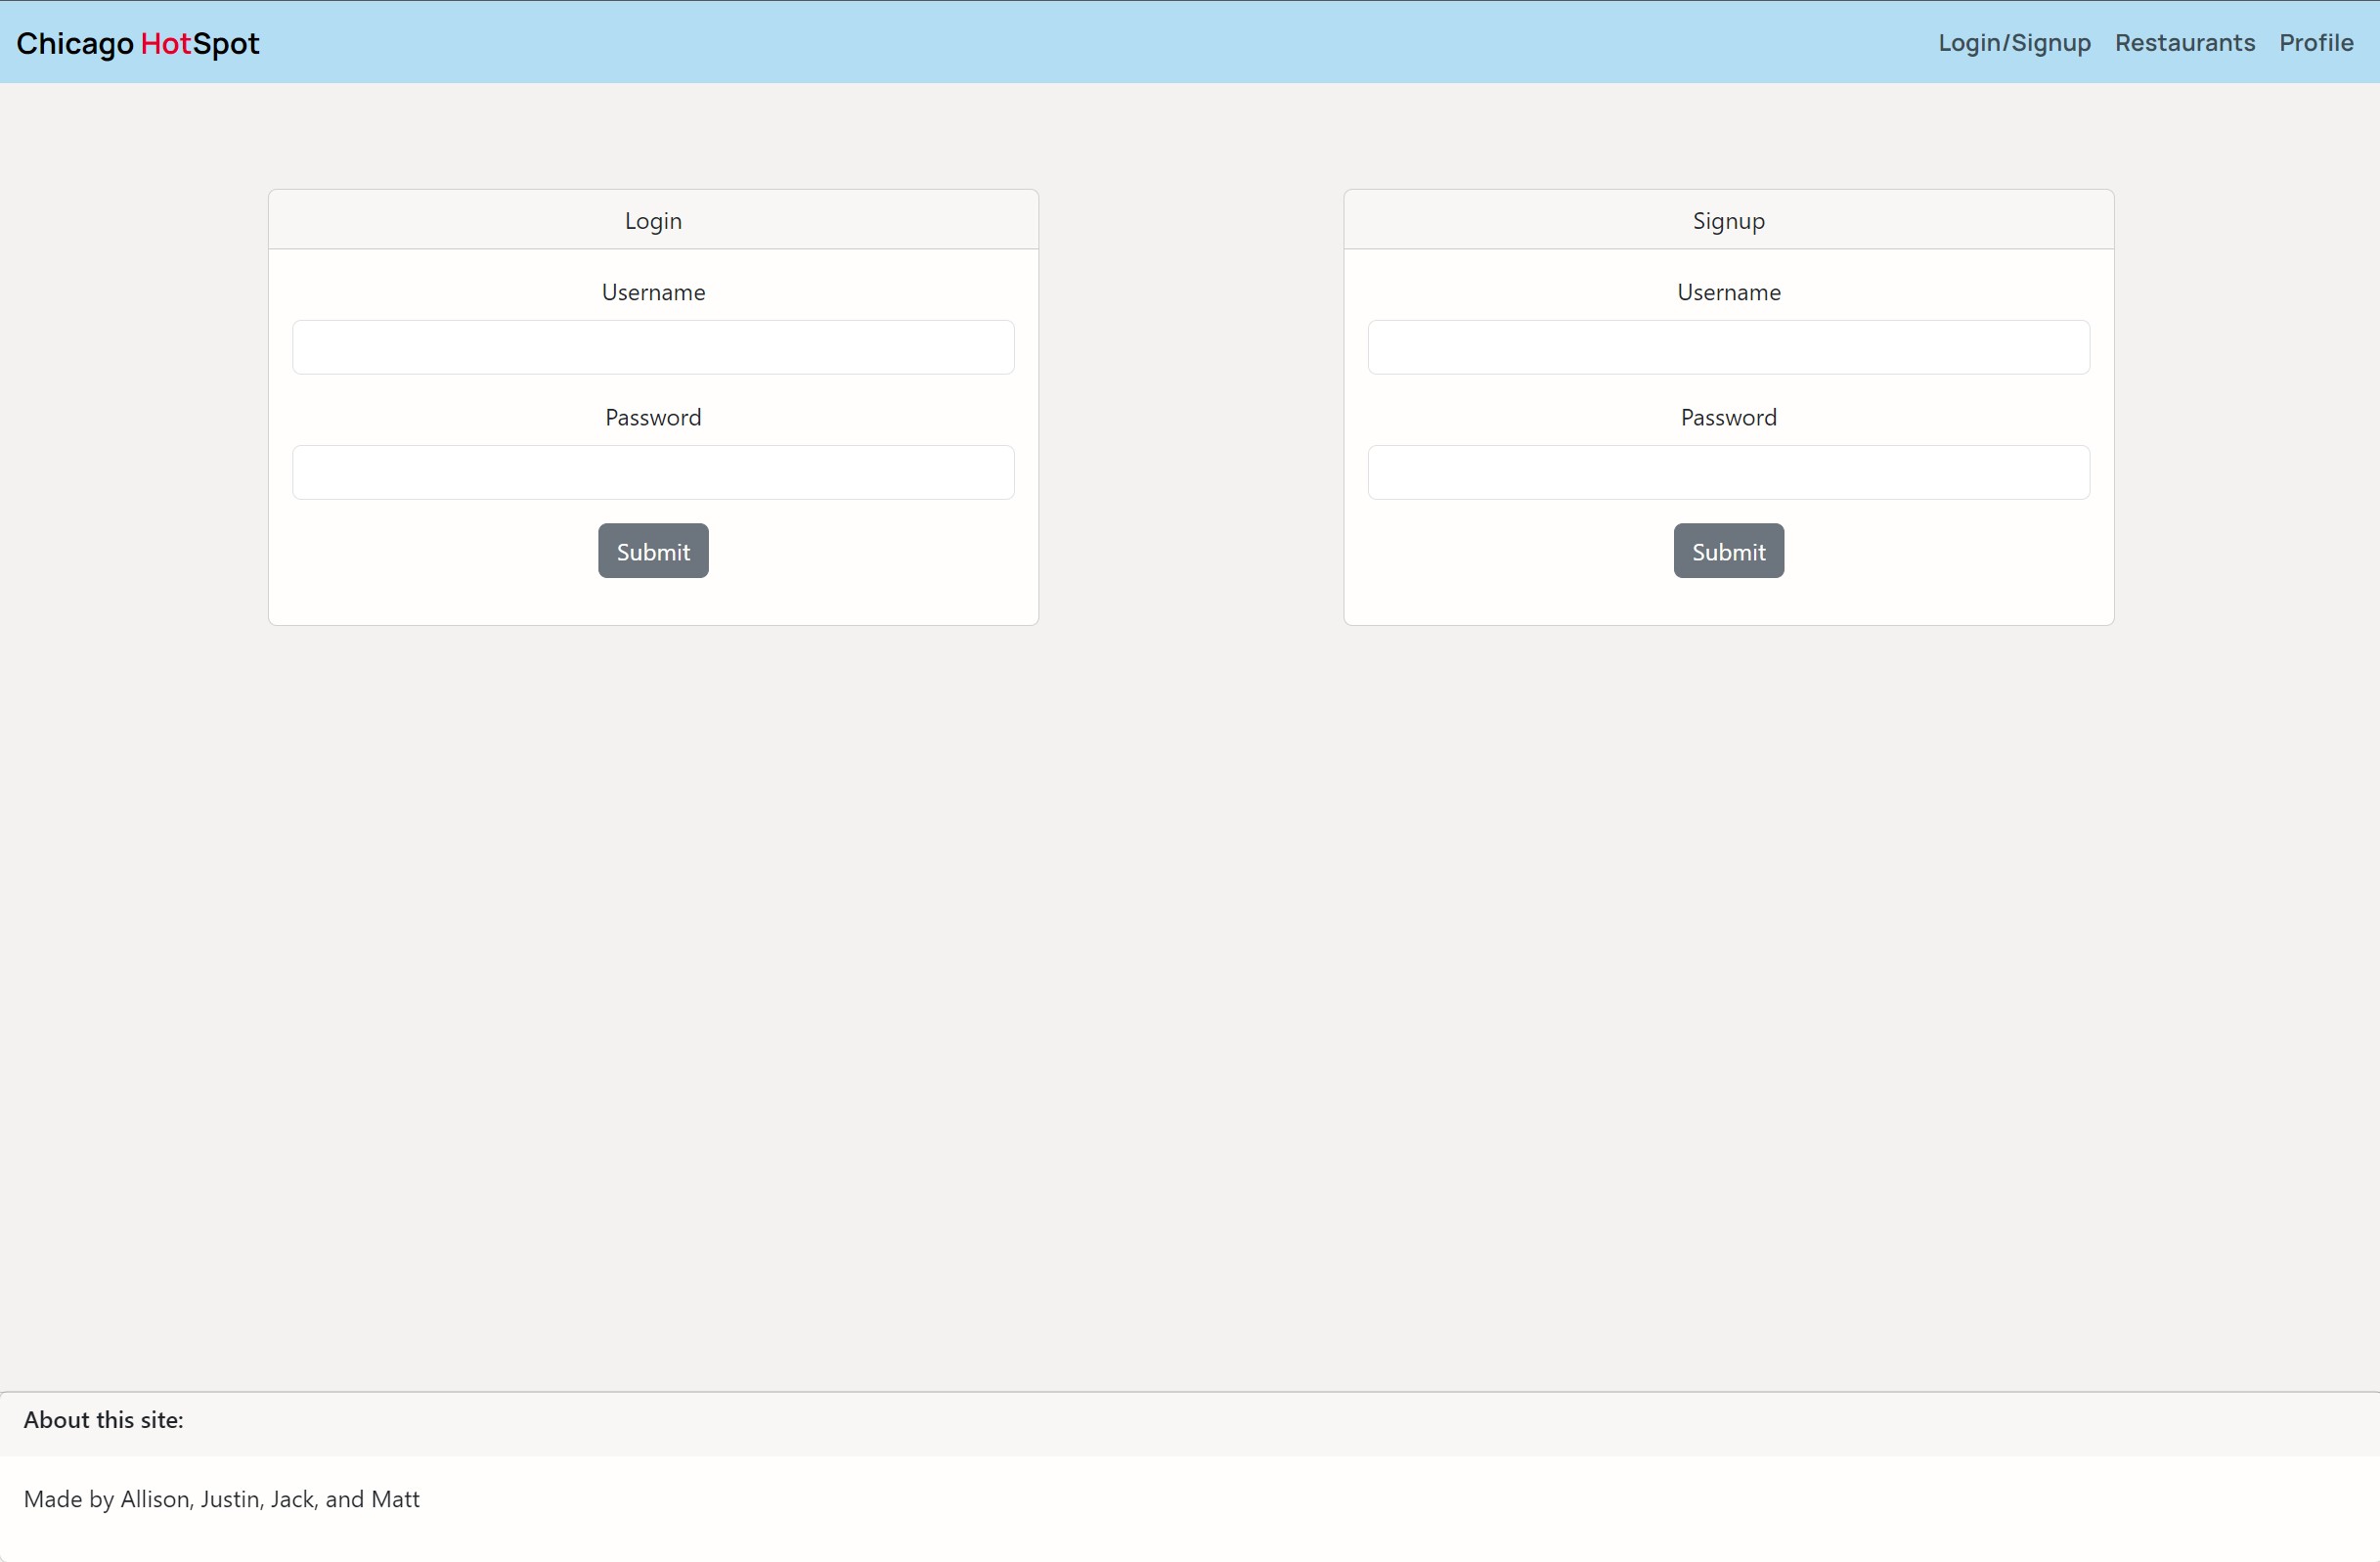 Chicago HotSpot
Login/Signup Restaurants Profile
Login
Username
Password
Submit
Signup
Username
Password
Submit
About this site:
Made by Allison, Justin, Jack, and Matt